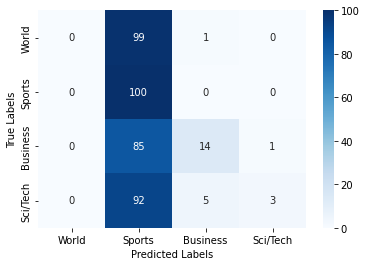 World 0 99 1 0
Sports 0 100 0 0
Business 0 85 14 1
Sci/Tech 0 92 5 3
World Sports Business Sci/Tech
Predicted Labels
True Labels
100
80
60
40
20
0